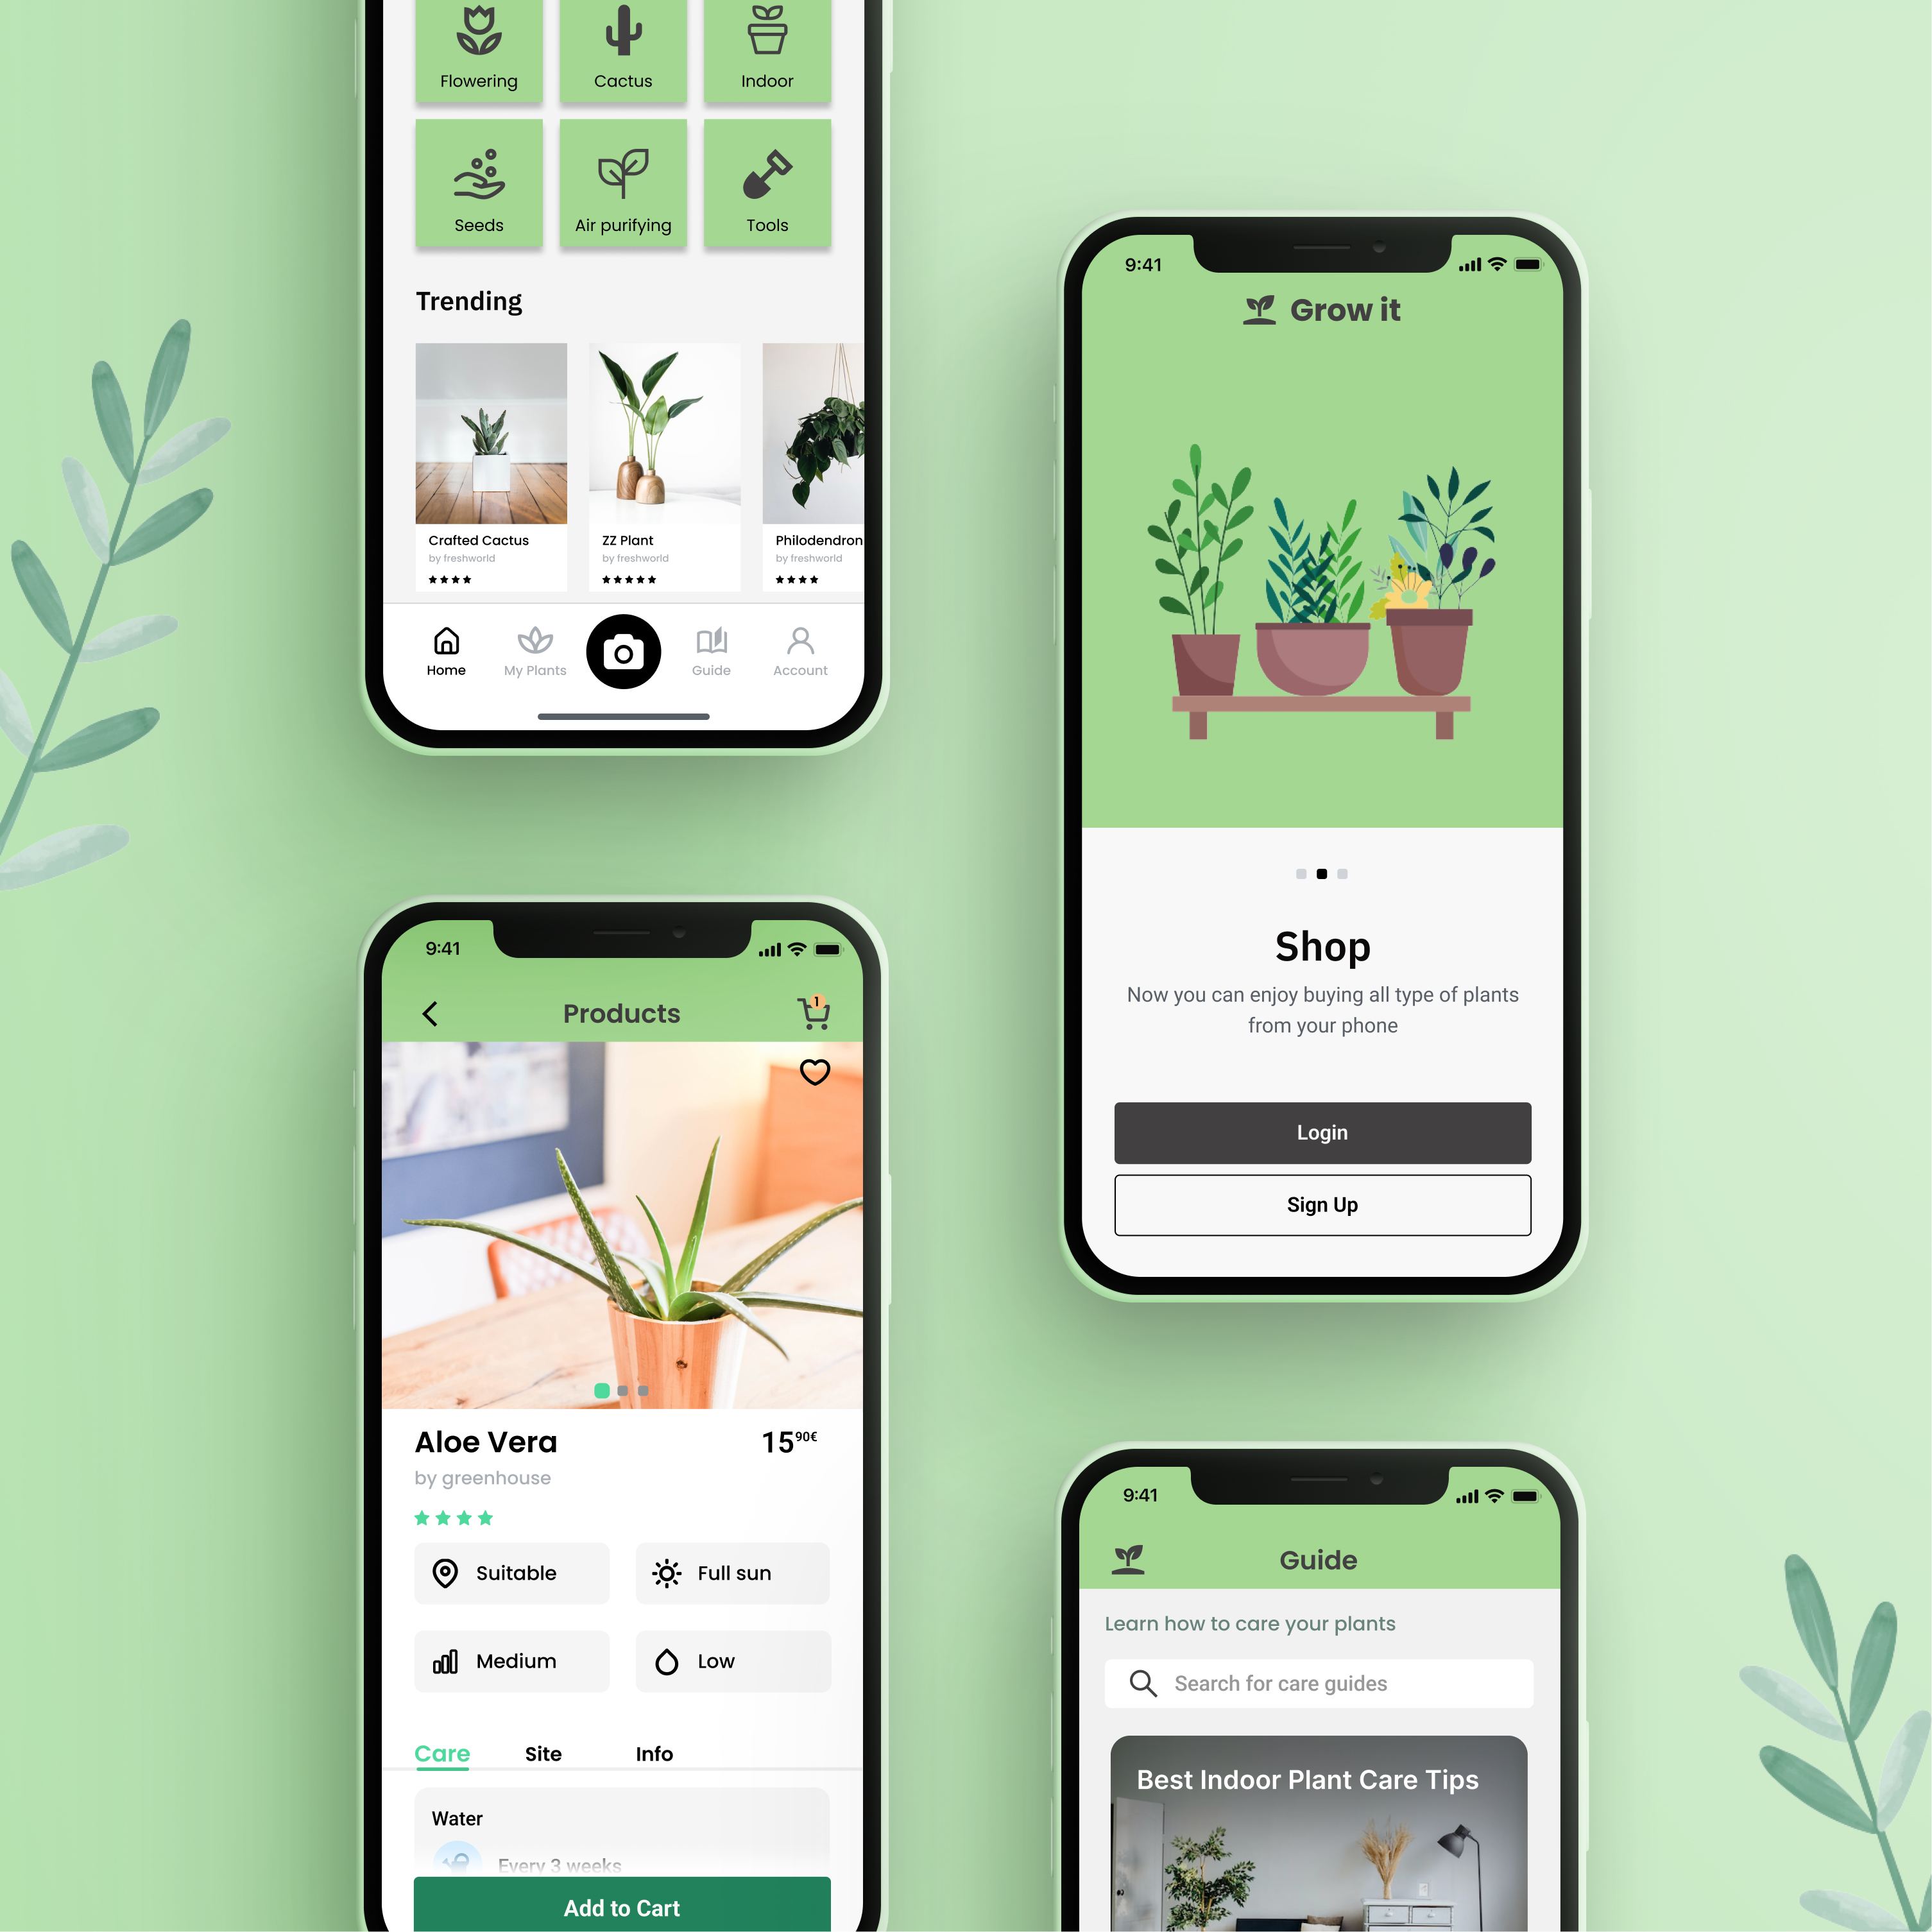 Flowering
Cactus
Indoor
Seeds
Air purifying
Tools
Trending
Crafted Cactus
by freshworld
ZZ Plant
by freshworld
Philodendron
by freshworld
Home
My Plants
Guide
Account
9:41
Grow it
Shop
Now you can enjoy buying all type of plants
from your phone
Login
Sign Up
9:41
Products
1
Aloe Vera
15 90€
by greenhouse
Suitable
Full sun
Medium
Low
Care
Site
Info
Water
Every 3 weeks
Add to Cart
9:41
Guide
Learn how to care your plants
Search for care guides
Best Indoor Plant Care Tips